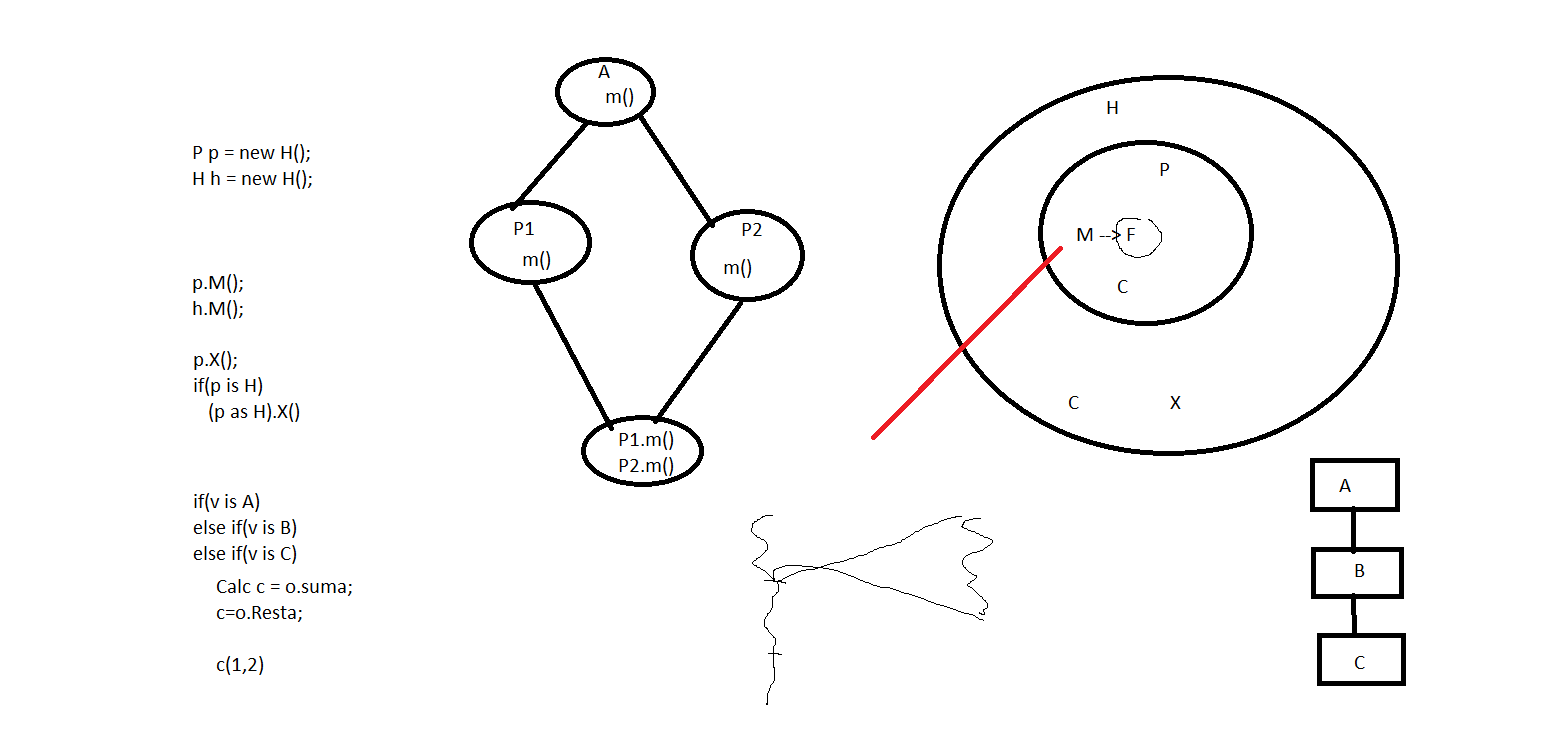 P p = new H();
H h = new H();
p.M();
h.M();
p.X();
if(p is H)
(p as H).X()
if(v is A)
else if(v is B)
else if(v is C)
Calc c = o.suma;
c=o.Resta;
c(1,2)
A
m()
P1
m()
P2
m()
P1.m()
P2.m()
H
P
M --> F
C
C X
A
B
C